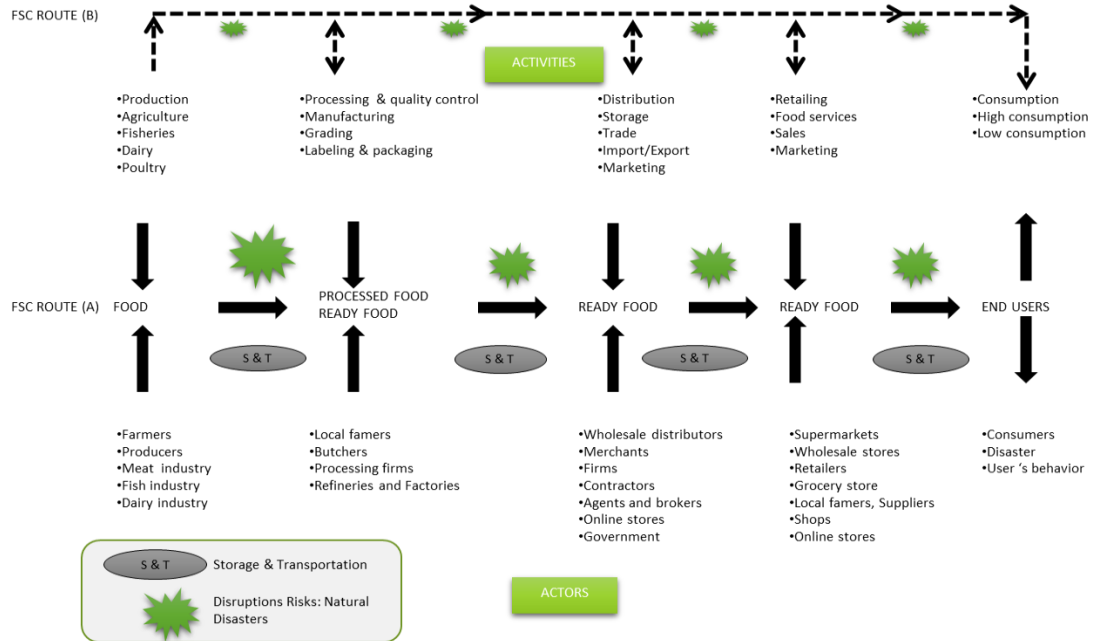 FSC ROUTE (B)
ACTIVITIES
•Production
•Agriculture
•Fisheries
•Dairy
•Poultry
•Processing & quality control
•Manufacturing
•Grading
•Labeling & packaging
•Distribution
•Storage
•Trade
•Import/Export
•Marketing
•Retailing
•Food services
•Sales
•Marketing
•Consumption
•High consumption
•Low consumption
FSC ROUTE (A)
FOOD
PROCESSED FOOD
READY FOOD
READY FOOD
READY FOOD
END USERS
S & T
S & T
S & T
S & T
•Farmers
•Producers
•Meat industry
•Fish industry
•Dairy industry
•Local famers
•Butchers
•Processing firms
•Refineries and Factories
•Wholesale distributors
•Merchants
•Firms
•Contractors
•Agents and brokers
•Online stores
•Government
•Supermarkets
•Wholesale stores
•Retailers
•Grocery store
•Local famers, Suppliers
•Shops
•Online stores
•Consumers
•Disaster
•User 's behavior
S & T
Storage & Transportation
Disruptions Risks: Natural
Disasters
ACTORS